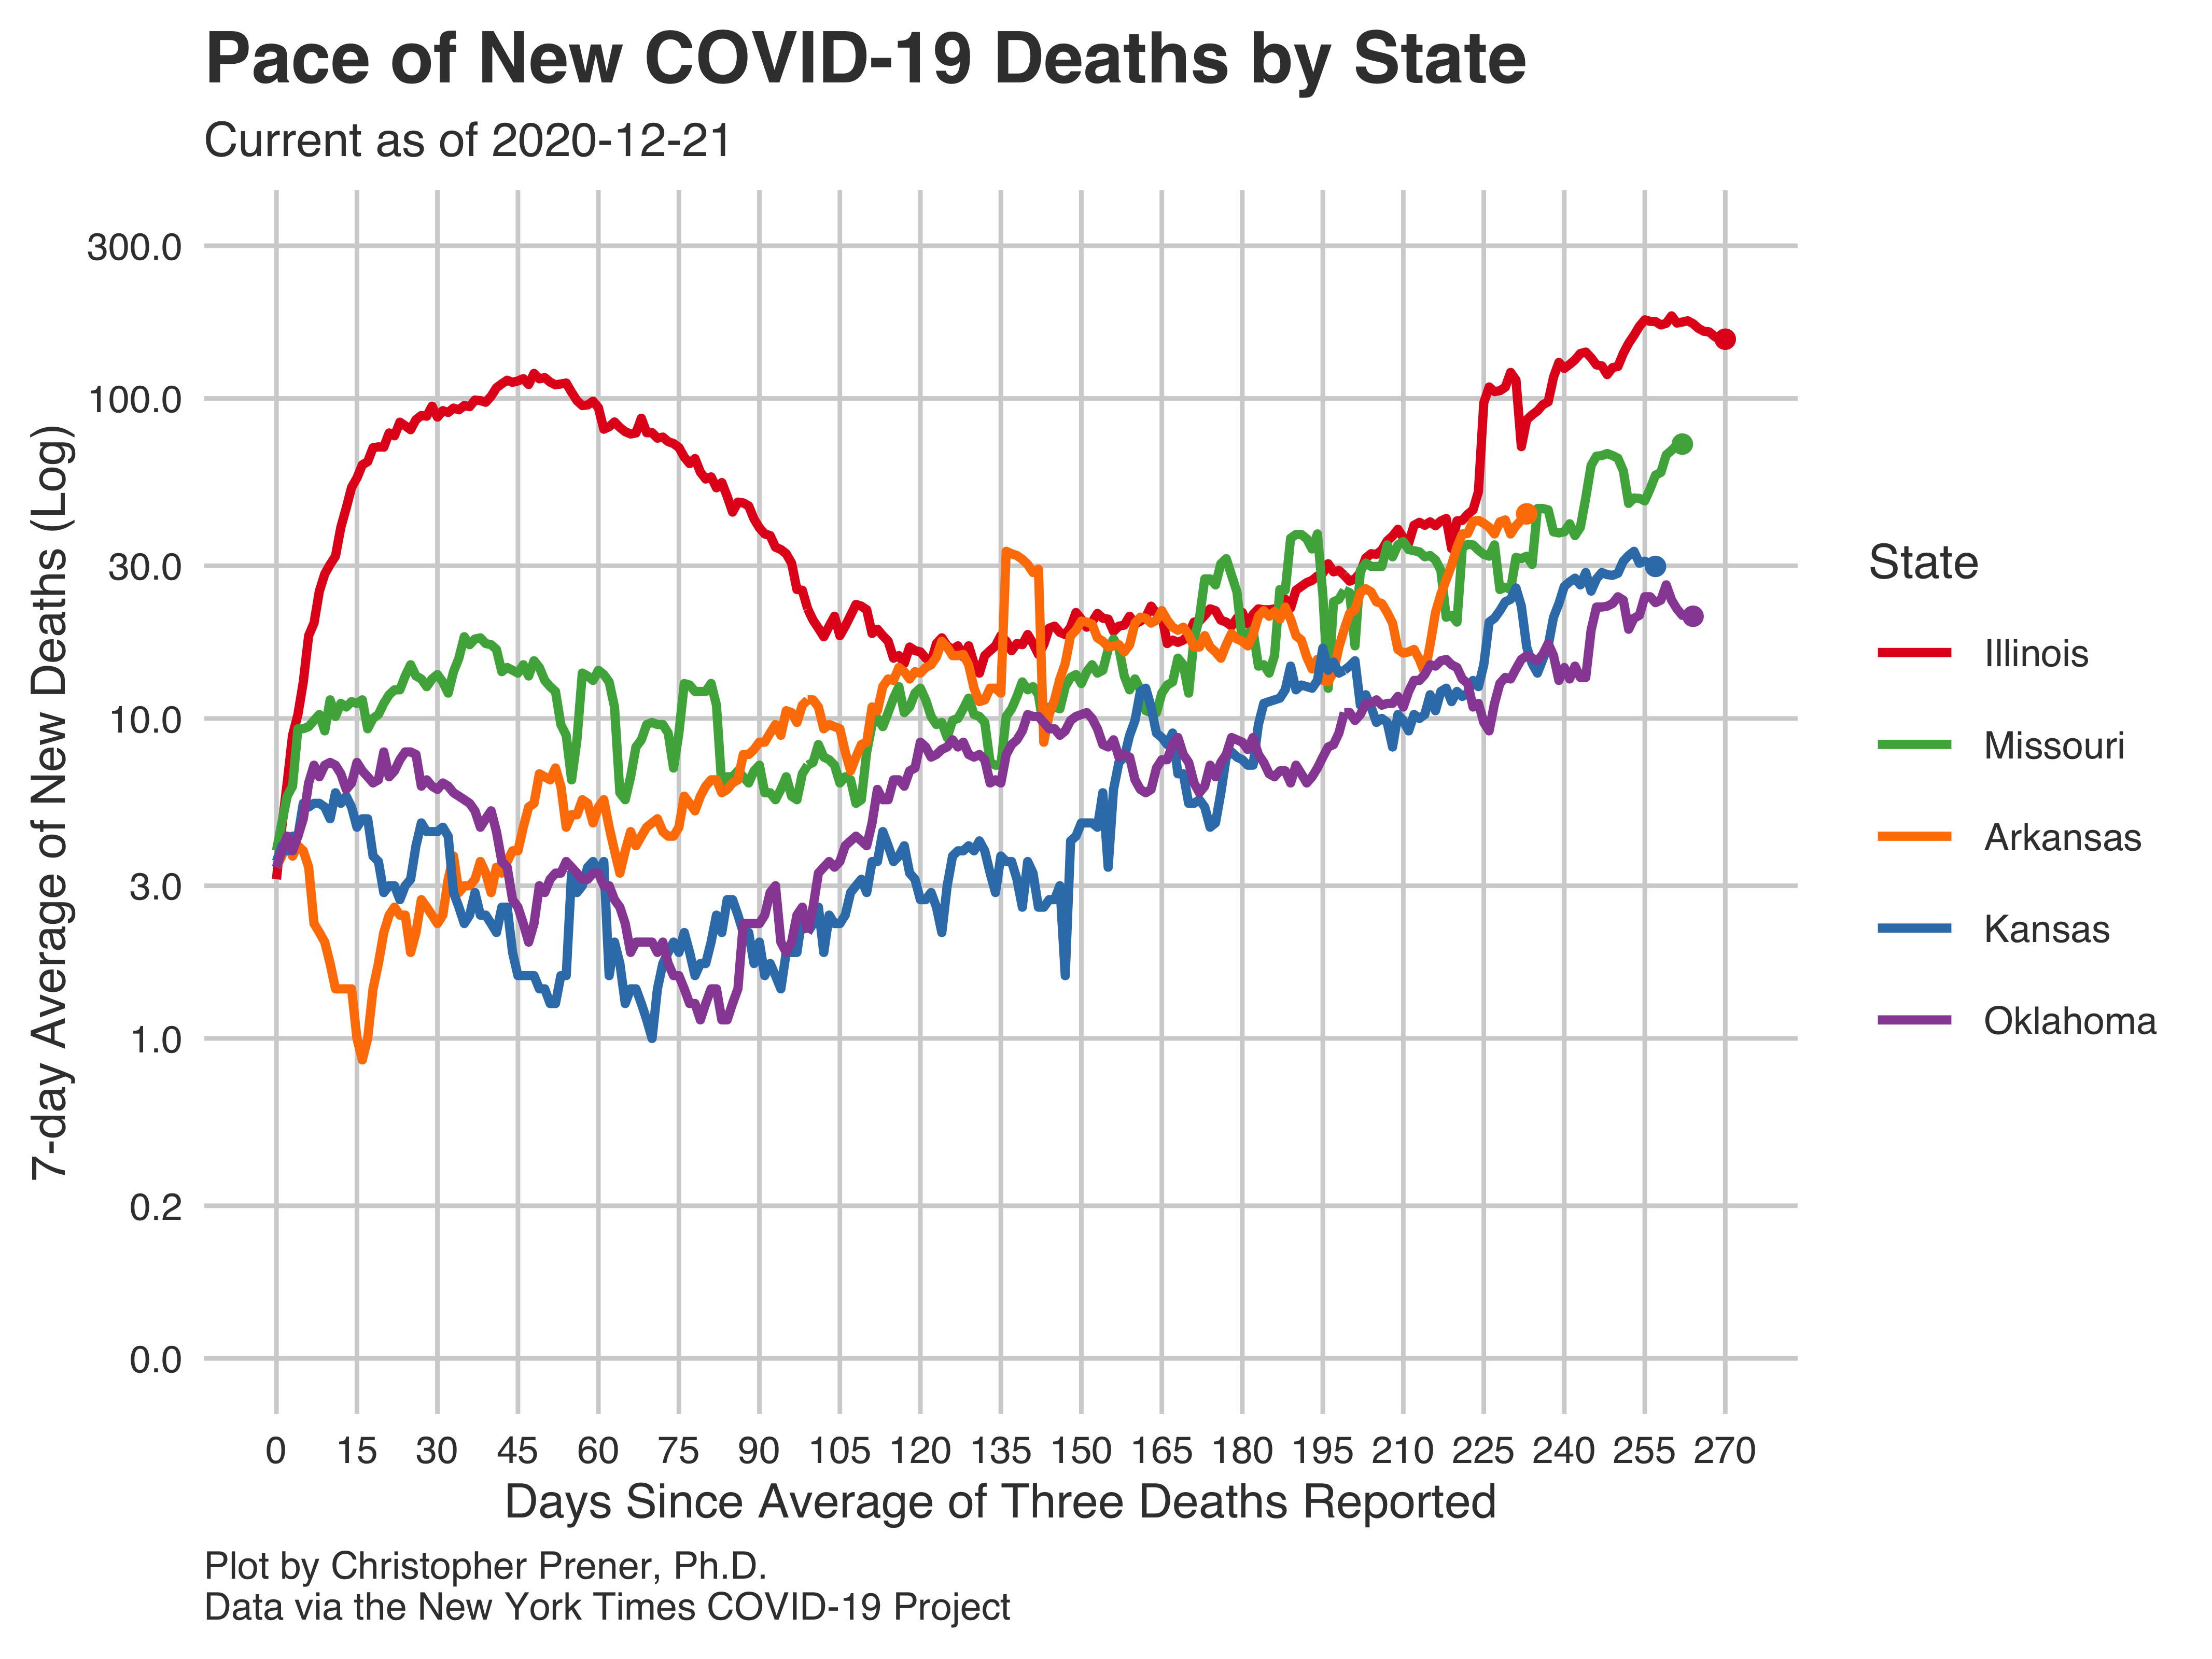 Pace of New COVID-19 Deaths by State
Current as of 2020-12-21
7-day Average of New Deaths (Log)
300.0
100.0
30.0
10.0
3.0
1.0
0.2
0.0
0 15 30 45 60 75 90 105 120 135 150 165 180 195 210 225 240 255 270
Days Since Average of Three Deaths Reported
State
Illinois
Missouri
Arkansas
Kansas
Oklahoma
Plot by Christopher Prener, Ph.D.
Data via the New York Times COVID-19 Project